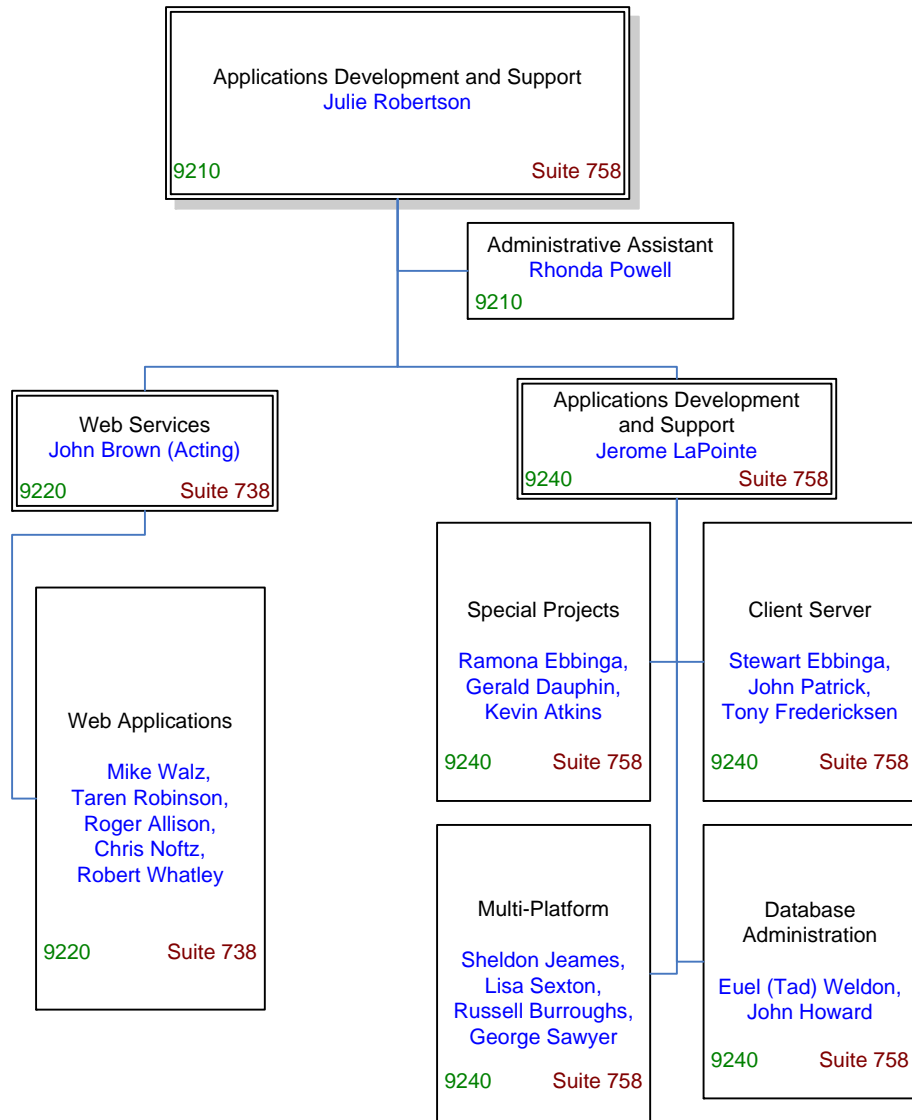 Applications Development and Support
Julie Robertson
9210 Suite 758
Administrative Assistant
Rhonda Powell
9210
Web Services
John Brown (Acting)
9220 Suite 738
Applications Development
and Support
Jerome LaPointe
9240 Suite 758
Web Applications
Mike Walz,
Taren Robinson,
Roger Allison,
Chris Noftz,
Robert Whatley
9220 Suite 738
Special Projects
Ramona Ebbinga,
Gerald Dauphin,
Kevin Atkins
9240 Suite 758
Client Server
Stewart Ebbinga,
John Patrick,
Tony Fredericksen
9240 Suite 758
Multi-Platform
Sheldon Jeames,
Lisa Sexton,
Russell Burroughs,
George Sawyer
9240 Suite 758
Database
Administration
Euel (Tad) Weldon,
John Howard
9240 Suite 758